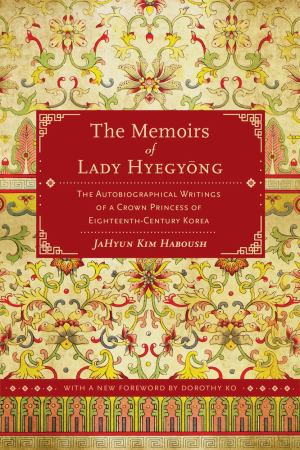 The Memoirs
of
Lady Hyegyŏng
The Autobiographical Writings
of a Crown Princess of
Eighteenth-Century Korea
JaHyun Kim Haboush
WITH A NEW FOREWORD BY DOROTHY KO